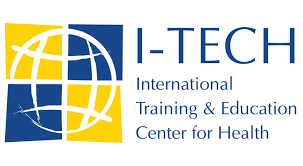 I-TECH
International
Training & Education
Center for Health